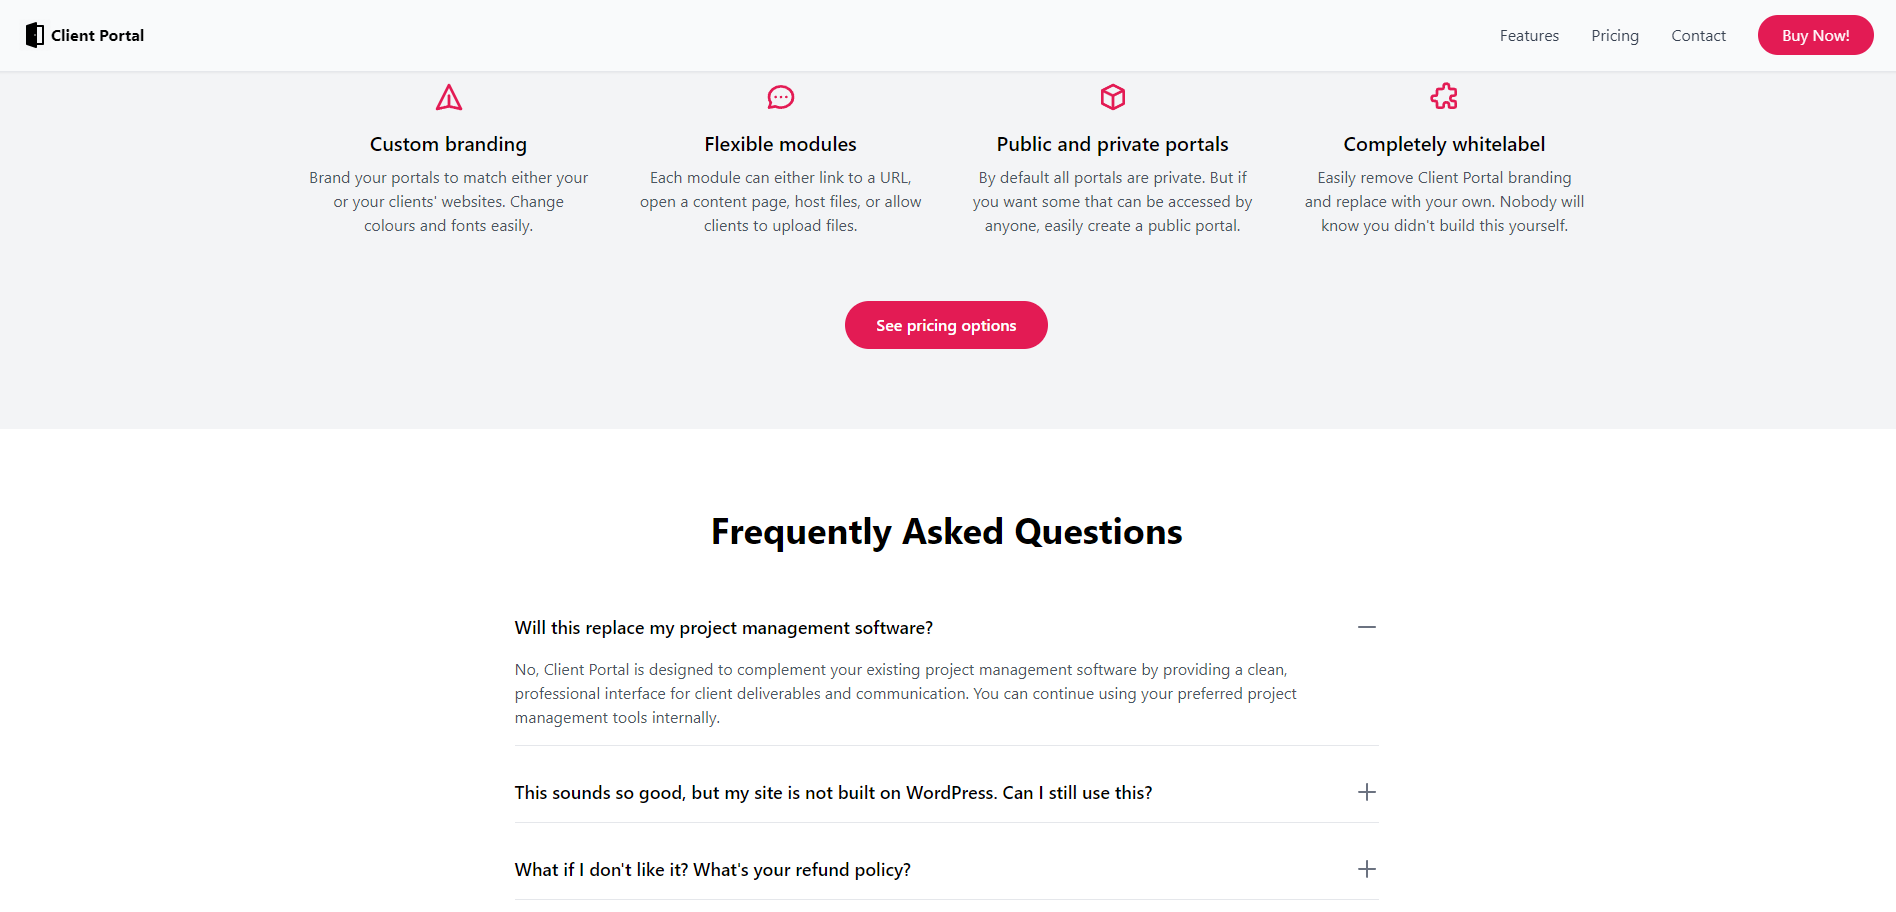 Client Portal
Features
Pricing
Contact
Buy Now!
Custom branding
Brand your portals to match either your
or your clients' websites. Change
colours and fonts easily.
Flexible modules
Each module can either link to a URL,
open a content page, host files, or allow
clients to upload files.
Public and private portals
By default all portals are private. But if
you want some that can be accessed by
anyone, easily create a public portal.
Completely whitelabel
Easily remove Client Portal branding
and replace with your own. Nobody will
know you didn't build this yourself.
See pricing options
Frequently Asked Questions
Will this replace my project management software?
No, Client Portal is designed to complement your existing project management software by providing a clean,
professional interface for client deliverables and communication. You can continue using your preferred project
management tools internally.
This sounds so good, but my site is not built on WordPress. Can I still use this?
What if I don't like it? What's your refund policy?